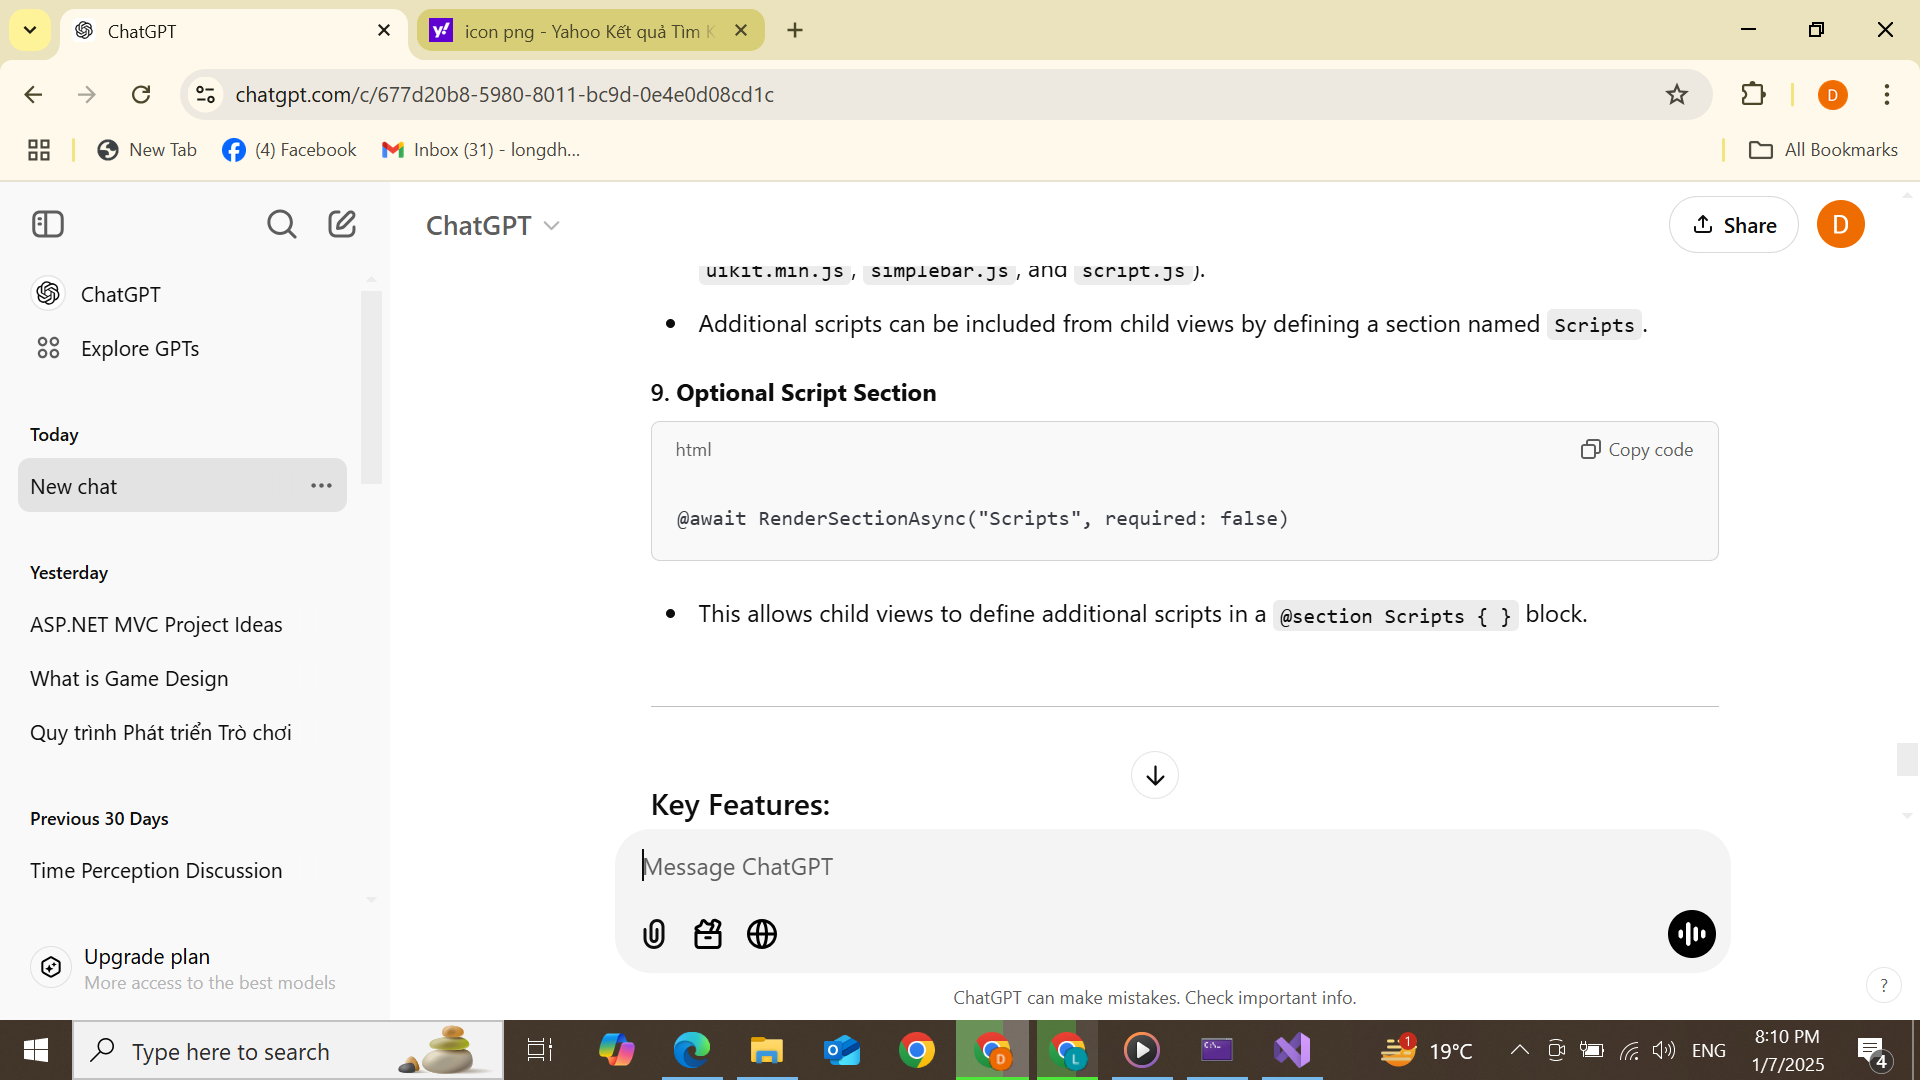 ChatGPT
icon png - Yahoo Kết quả Tìm K
chatgpt.com/c/677d20b8-5980-8011-bc9d-0e4e0d08cd1c
D
New Tab
(4) Facebook
Inbox (31) - longdh...
All Bookmarks
ChatGPT
Share
D
ChatGPT
Explore GPTs
Today
New chat
Yesterday
ASP.NET MVC Project Ideas
What is Game Design
Quy trình Phát triển Trò chơi
Previous 30 Days
Time Perception Discussion
Upgrade plan
More access to the best models
uikit.min.js, simplebar.js, and script.js).
• Additional scripts can be included from child views by defining a section named Scripts.
9. Optional Script Section
html
Copy code
@await RenderSectionAsync("Scripts", required: false)
• This allows child views to define additional scripts in a @section Scripts { } block.
Key Features:
Message ChatGPT
ChatGPT can make mistakes. Check important info.
?
Type here to search
D
L
1
19°C
ENG
8:10 PM
1/7/2025
4